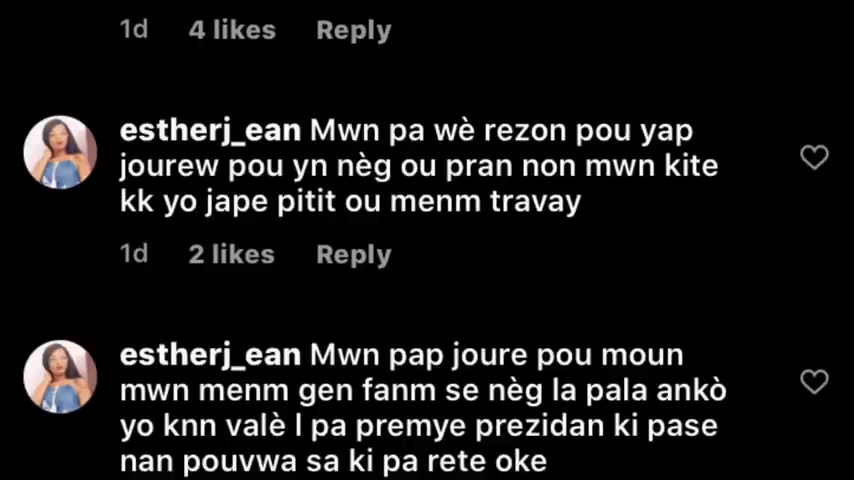 1d 4 likes Reply
estherj_ean Mwn pa wè rezon pou yap
jourew pou yn nèg ou pran non mwn kite
kk yo jape pitit ou menm travay
1d 2 likes Reply
estherj_ean Mwn pap joure pou moun
mwn menm gen fanm se nèg la pala ankò
yo knn valè l pa premye prezidan ki pase
nan pouvwa sa ki pa rete oke